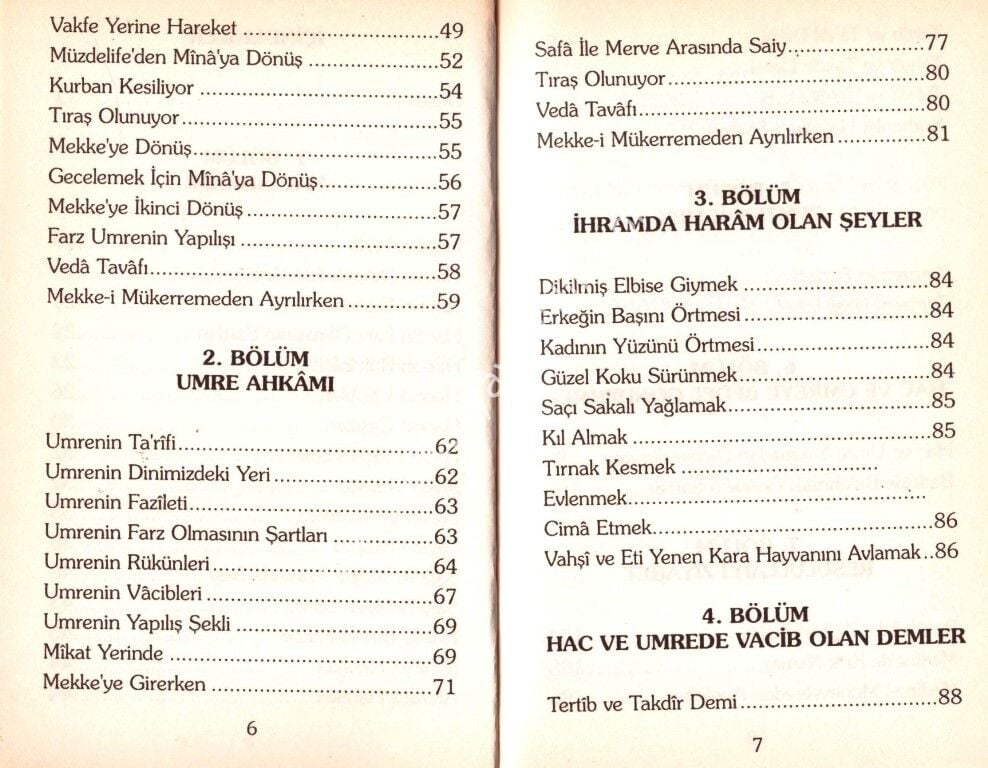 Vakfe Yerine Hareket ................................49
Müzdelife'den Mînâ'ya Dönüş ....................52
Kurban Kesiliyor .......................................54
Tıraş Olunuyor..........................................55
Mekke'ye Dönüş........................................55
Gecelemek İçin Mînâ'ya Dönüş...................56
Mekke'ye İkinci Dönüş ..............................57
Farz Umrenin Yapılışı ................................57
Vedâ Tavâfı...............................................58
Mekke-i Mükerremeden Ayrılırken ..............59
2. BÖLÜM
UMRE AHKÂMI
Umrenin Ta'rîfi..........................................62
Umrenin Dinimizdeki Yeri..........................62
Umrenin Fazîleti........................................63
Umrenin Farz Olmasının Şartları ................63
Umrenin Rükünleri....................................64
Umrenin Vâcibleri .....................................67
Umrenin Yapılış Şekli ................................69
Mîkat Yerinde ..........................................69
Mekke'ye Girerken ....................................71
6
Safâ İle Merve Arasında Saiy......................77
Tıraş Olunuyor..........................................80
Vedâ Tavâfı...............................................80
Mekke-i Mükerremeden Ayrılırken ..............81
3. BÖLÜM
İHRAMDA HARÂM OLAN ŞEYLER
Dikilmiş Elbise Giymek ..............................84
Erkeğin Başını Örtmesi ..............................84
Kadının Yüzünü Örtmesi ............................84
Güzel Koku Sürünmek...............................84
Saçı Sakalı Yağlamak.................................85
Kıl Almak .................................................85
Tırnak Kesmek ................................
Evlenmek..................................................
Cimâ Etmek..............................................86
Vahşî ve Eti Yenen Kara Hayvanını Avlamak..86
4. BÖLÜM
HAC VE UMREDE VACİB OLAN DEMLER
Tertîb ve Takdîr Demi................................88
7